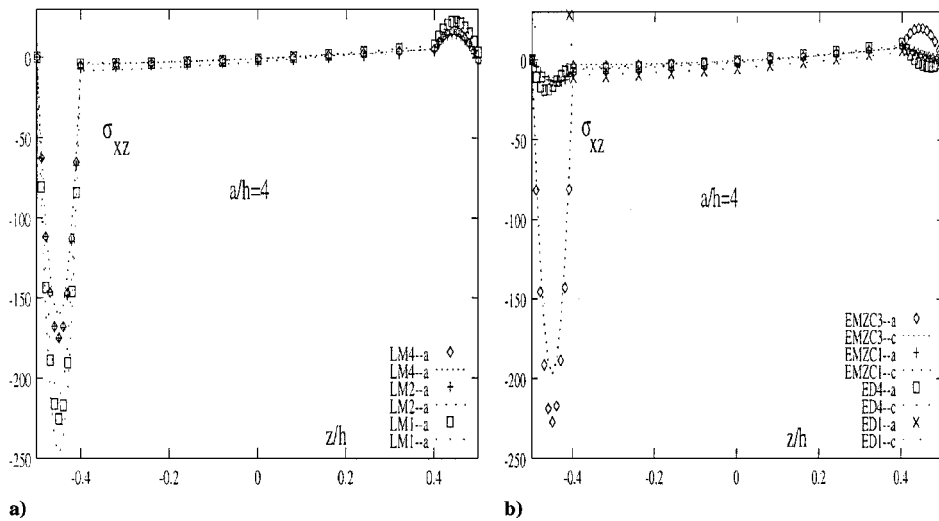 0
-50
-100
-150
-200
-250
σxz
a/h=4
LM4--a
LM4--a
LM2--a
LM2--a
LM1--a
LM1--a
z/h
-0.4
-0.2
0
0.2
0.4
a)
0
-50
-100
-150
-200
-250
σxz
a/h=4
EMZC3--a
EMZC3--c
EMZC1--a
EMZC1--c
ED4--a
ED4--c
ED1--a
ED1--c
z/h
-0.4
-0.2
0
0.2
0.4
b)